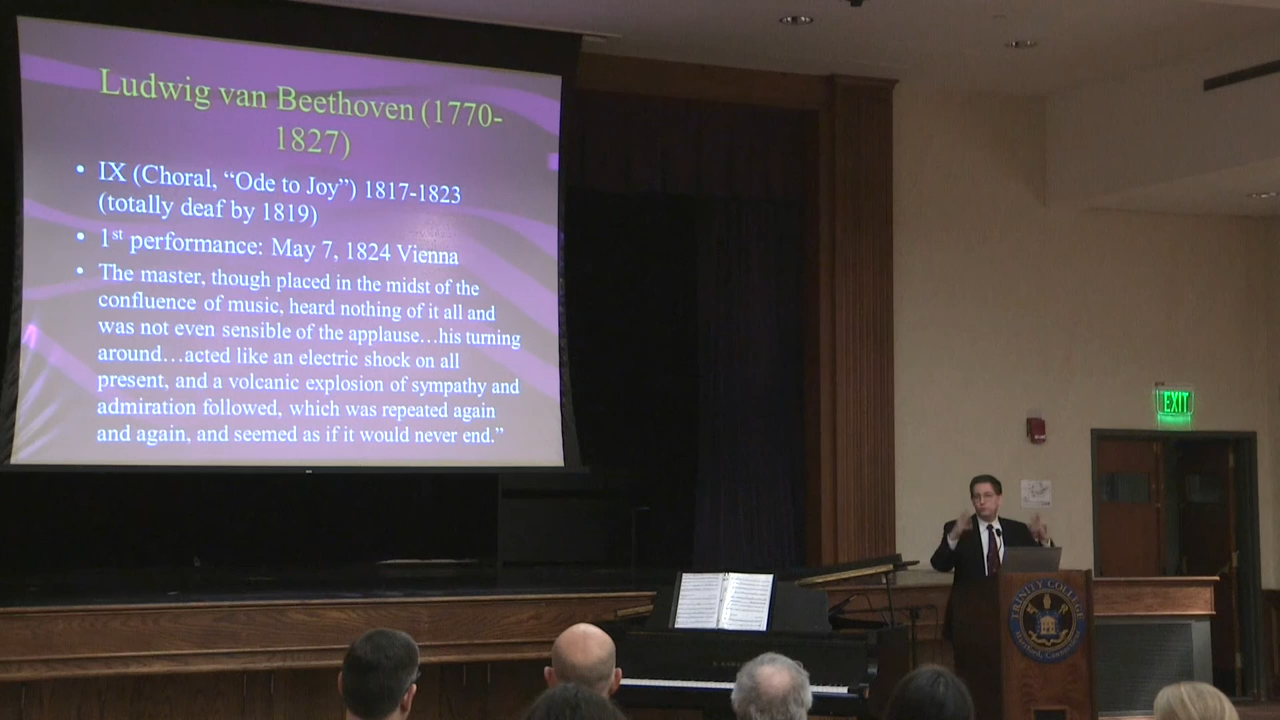 Ludwig van Beethoven (1770-
1827)
• IX (Choral, “Ode to Joy”) 1817-1823
(totally deaf by 1819)
• 1st performance: May 7, 1824 Vienna
• The master, though placed in the midst of the
confluence of music, heard nothing of it all and
was not even sensible of the applause…his turning
around…acted like an electric shock on all
present, and a volcanic explosion of sympathy and
admiration followed, which was repeated again
and again, and seemed as if it would never end.”
EXIT
TRINITY COLLEGE
Hartford, Connecticut